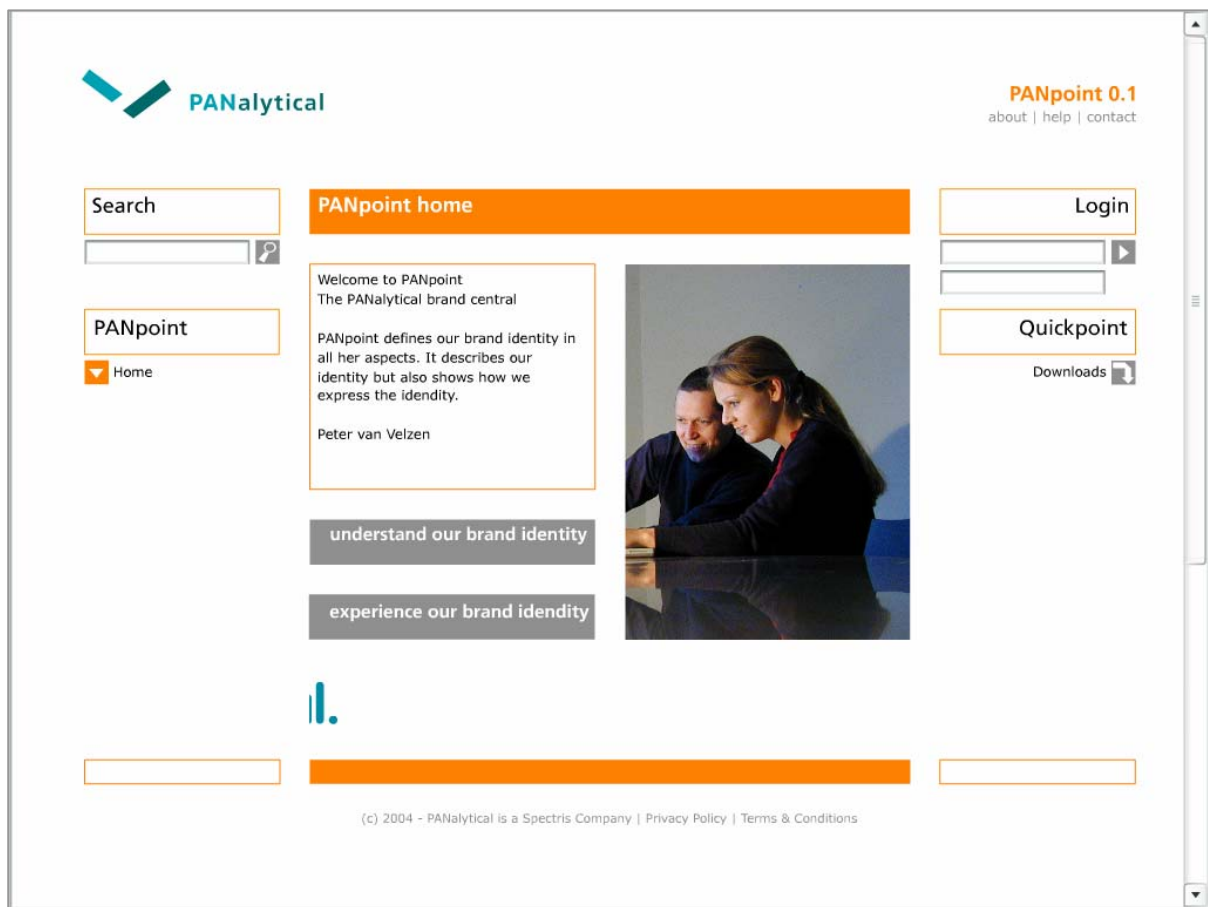 PANalytical
PANpoint 0.1
about | help | contact
Search
PANpoint home
Login
Welcome to PANpoint
The PANalytical brand central
PANpoint defines our brand identity in
all her aspects. It describes our
identity but also shows how we
express the idendity.
Peter van Velzen
PANpoint
Home
Quickpoint
Downloads
understand our brand identity
experience our brand idendity
l.
(c) 2004 - PANalytical is a Spectris Company | Privacy Policy | Terms & Conditions